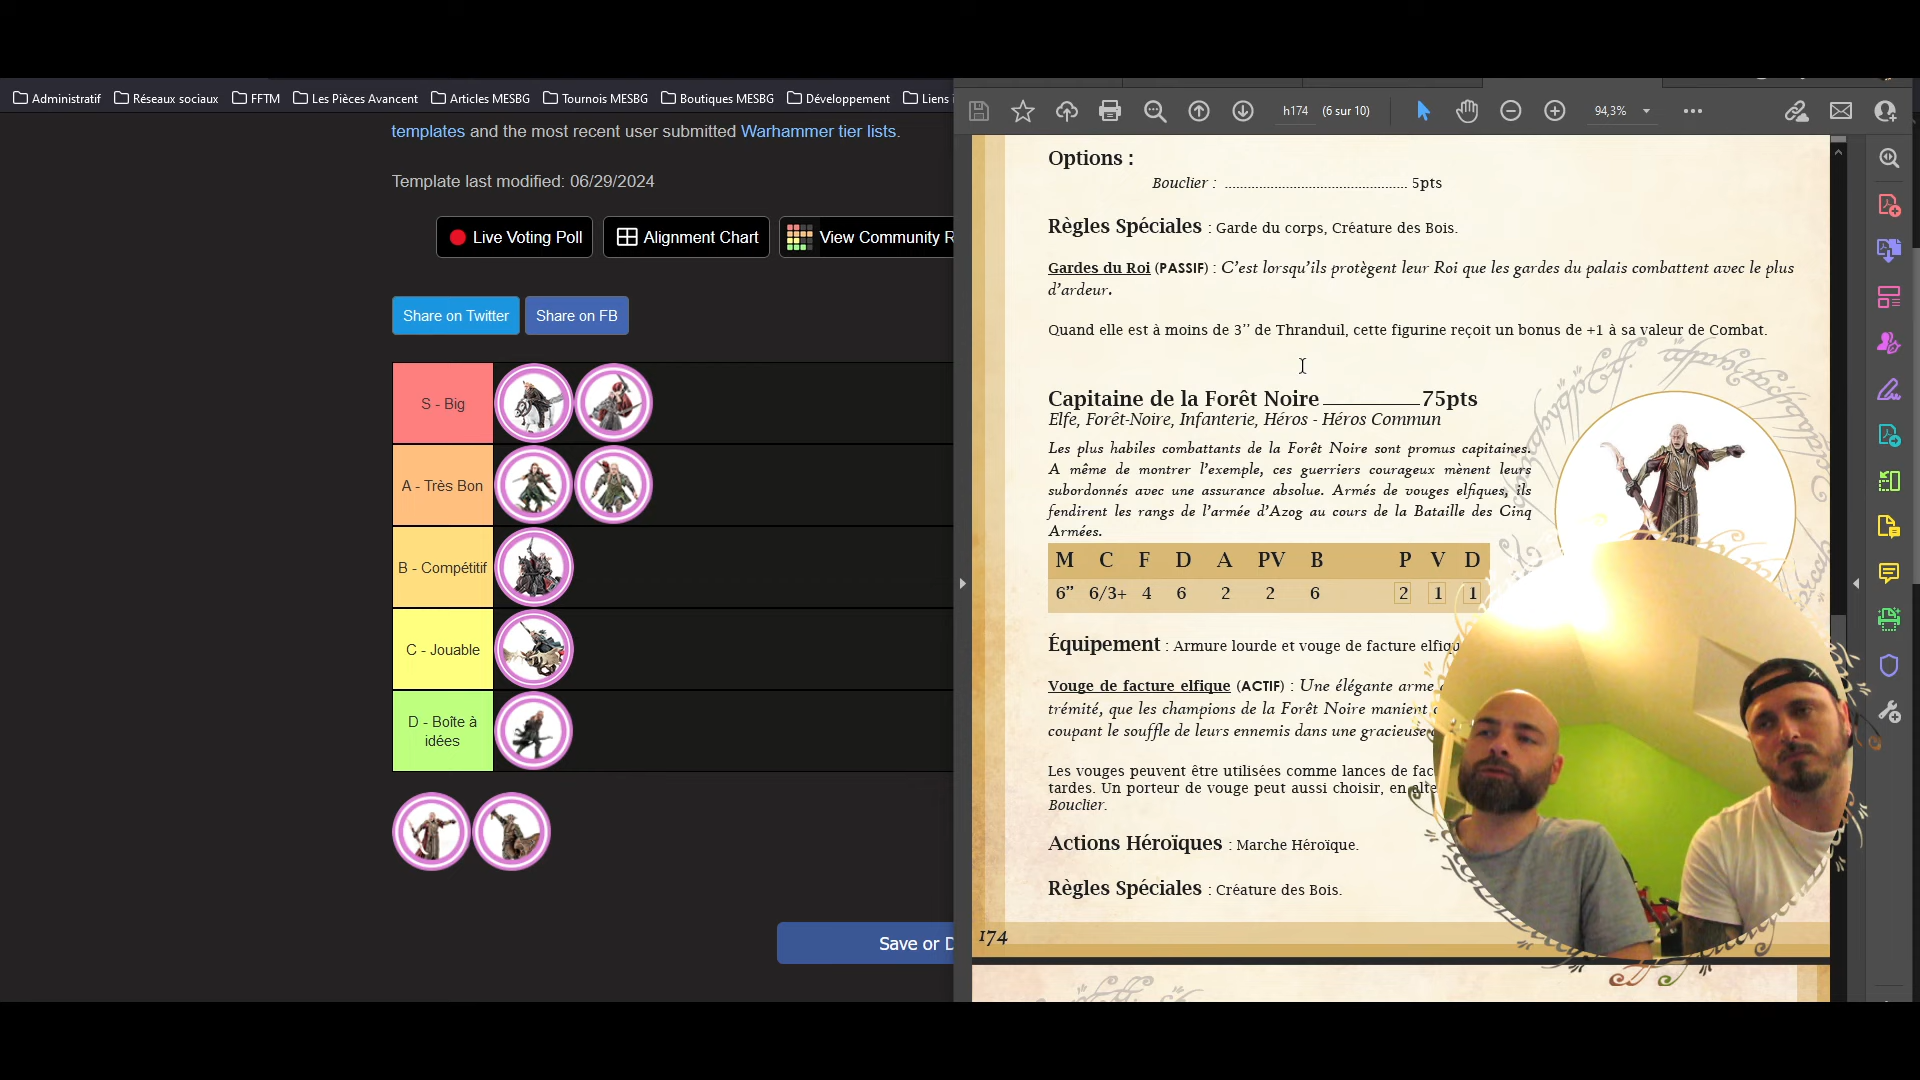 Administratif
Réseaux sociaux
FFTM
Les Pièces Avancent
Articles MESBG
Tournois MESBG
Boutiques MESBG
Développement
Liens
templates and the most recent user submitted Warhammer tier lists.
Template last modified: 06/29/2024
Live Voting Poll
Alignment Chart
View Community R
Share on Twitter
Share on FB
S - Big
A - Très Bon
B - Compétitif
C - Jouable
D - Boîte à
idées
Save or D
h174 (6 sur 10)
94,3%
Options :
Bouclier : .................................................. 5pts
Règles Spéciales : Garde du corps, Créature des Bois.
Gardes du Roi (PASSIF) : C'est lorsqu'ils protègent leur Roi que les gardes du palais combattent avec le plus
d'ardeur.
Quand elle est à moins de 3’’ de Thranduil, cette figurine reçoit un bonus de +1 à sa valeur de Combat.
Capitaine de la Forêt Noire__________75pts
Elfe, Forêt-Noire, Infanterie, Héros - Héros Commun
Les plus habiles combattants de la Forêt Noire sont promus capitaines.
A même de montrer l'exemple, ces guerriers courageux mènent leurs
subordonnés avec une assurance absolue. Armés de vouges elfiques, ils
fendirent les rangs de l'armée d'Azog au cours de la Bataille des Cinq
Armées.
M C F D A PV B P V D
6” 6/3+ 4 6 2 2 6 2 1 1
Équipement : Armure lourde et vouge de facture elfiqu
Vouge de facture elfique (ACTIF) : Une élégante arme
trémité, que les champions de la Forêt Noire manient
coupant le souffle de leurs ennemis dans une gracieuse
Les vouges peuvent être utilisées comme lances de fac
tardes. Un porteur de vouge peut aussi choisir, en alte
Bouclier.
Actions Héroïques : Marche Héroïque.
Règles Spéciales : Créature des Bois.
174